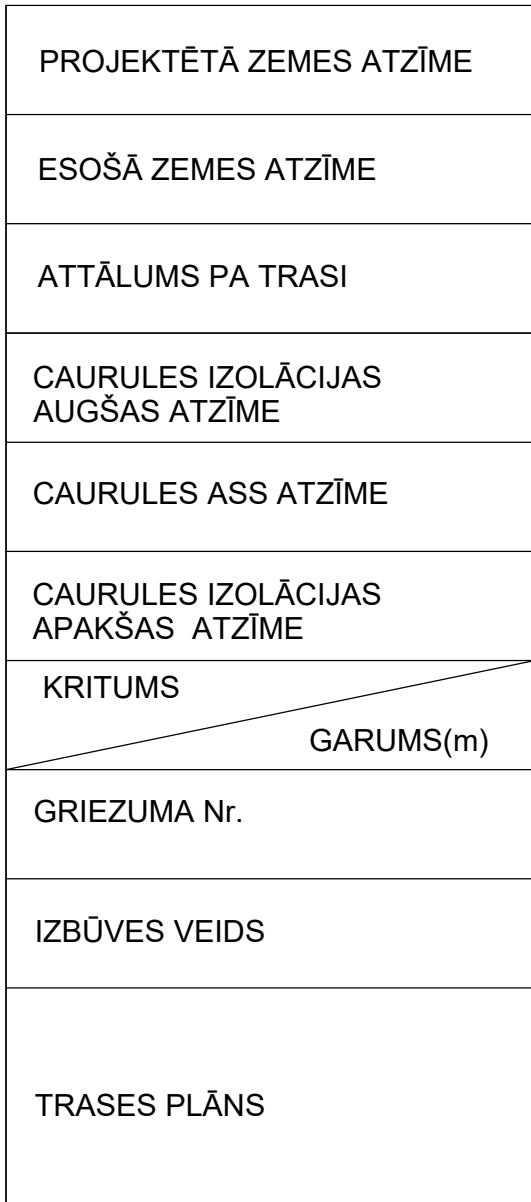 PROJEKTĒTĀ ZEMES ATZĪME
ESOŠĀ ZEMES ATZĪME
ATTĀLUMS PA TRASI
CAURULES IZOLĀCIJAS
AUGŠAS ATZĪME
CAURULES ASS ATZĪME
CAURULES IZOLĀCIJAS
APAKŠAS ATZĪME
KRITUMS
GARUMS(m)
GRIEZUMA Nr.
IZBŪVES VEIDS
TRASES PLĀNS